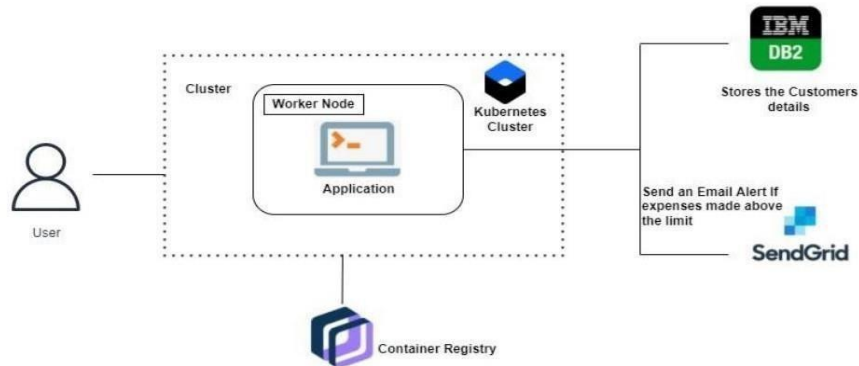 IBM
DB2
Stores the Customers
details
Cluster
Worker Node
Kubernetes
Cluster
Application
User
Send an Email Alert If
expenses made above
the limit
SendGrid
Container Registry